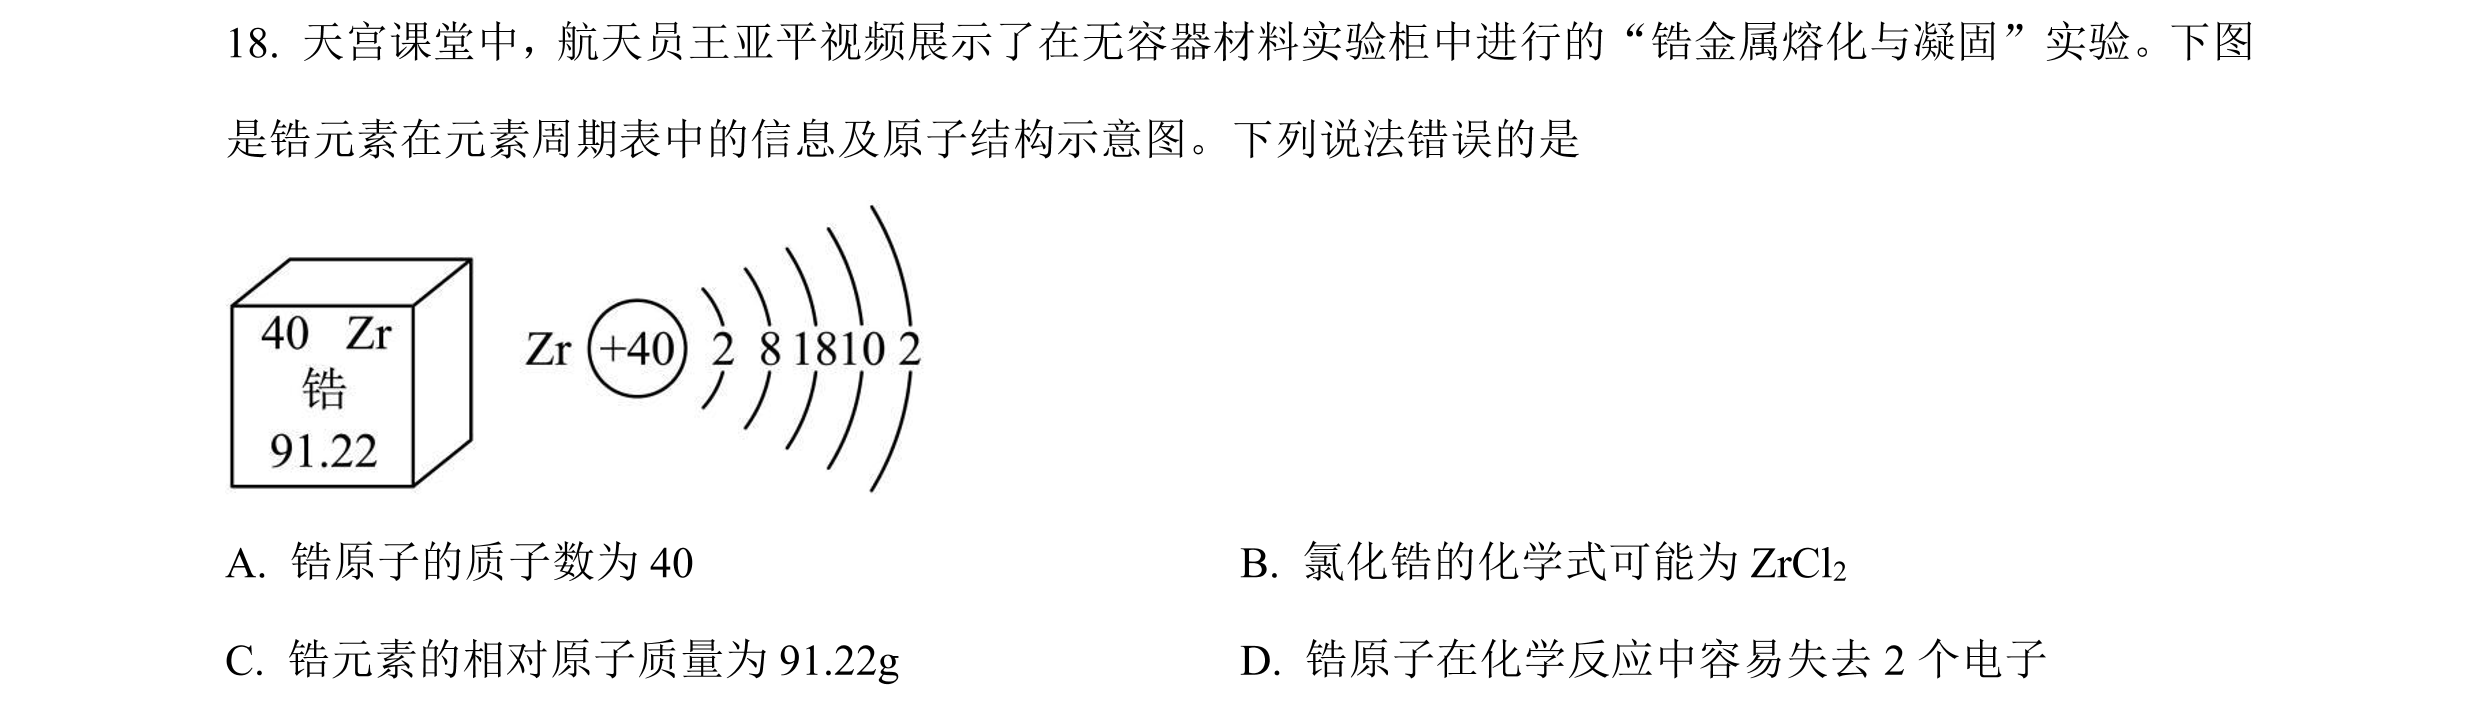 18. 天宫课堂中，航天员王亚平视频展示了在无容器材料实验柜中进行的“锆金属熔化与凝固”实验。下图
是锆元素在元素周期表中的信息及原子结构示意图。下列说法错误的是
40 Zr
锆
91.22
Zr +40 2 8 18 10 2
A. 锆原子的质子数为 40
B. 氯化锆的化学式可能为 ZrCl₂
C. 锆元素的相对原子质量为 91.22g
D. 锆原子在化学反应中容易失去 2 个电子